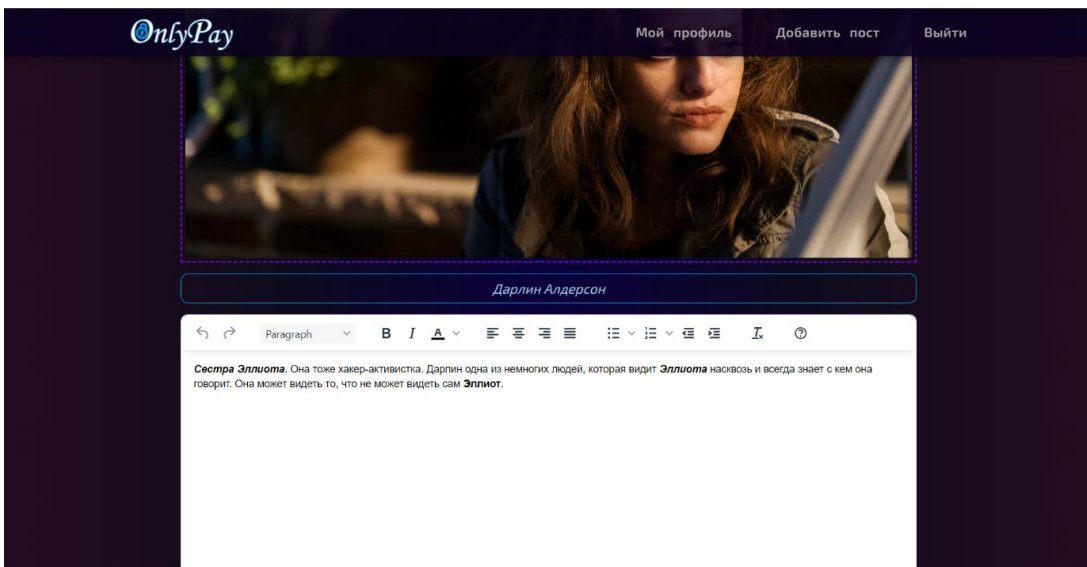 OnlyPay
Мой профиль Добавить пост Выйти
Дарлин Алдерсон
Paragraph B I A
Сестра Эллиота. Она тоже хакер-активистка. Дарлин одна из немногих людей, которая видит Эллиота насквозь и всегда знает с кем она
говорит. Она может видеть то, что не может видеть сам Эллиот.